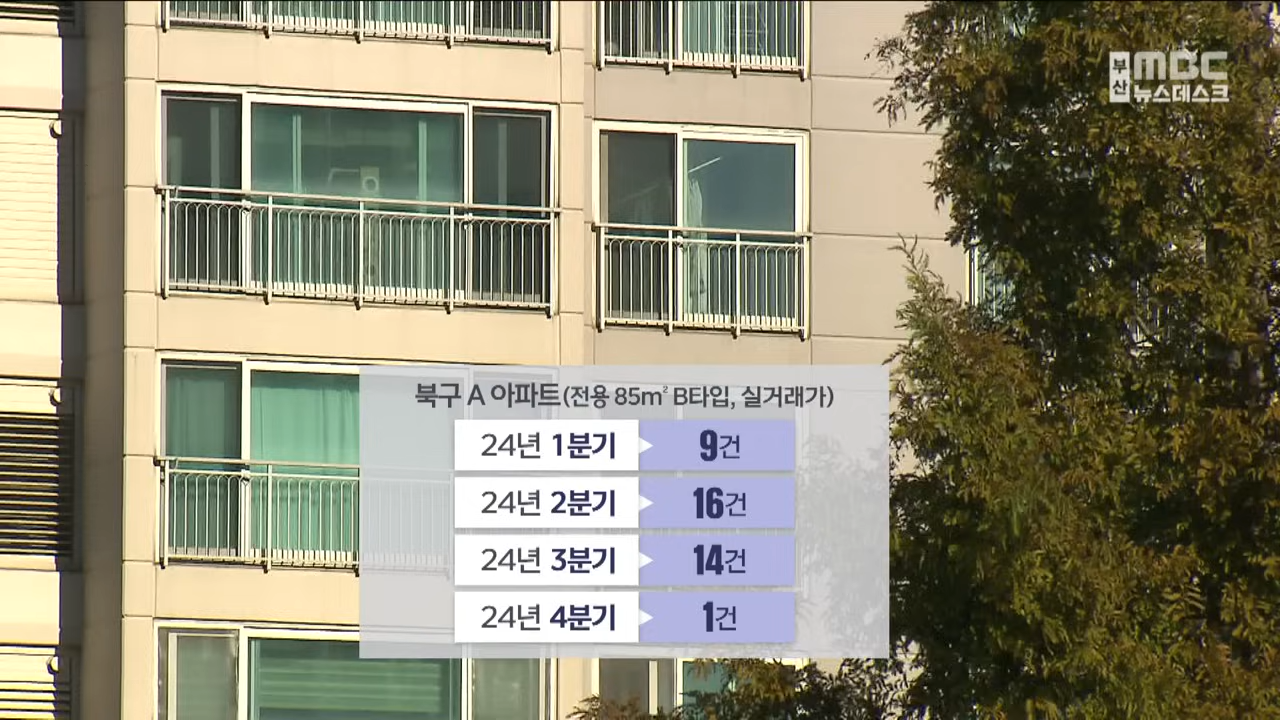 부산 MBC
뉴스데스크
북구 A 아파트(전용 85㎡ B타입, 실거래가)
24년 1분기 9건
24년 2분기 16건
24년 3분기 14건
24년 4분기 1건